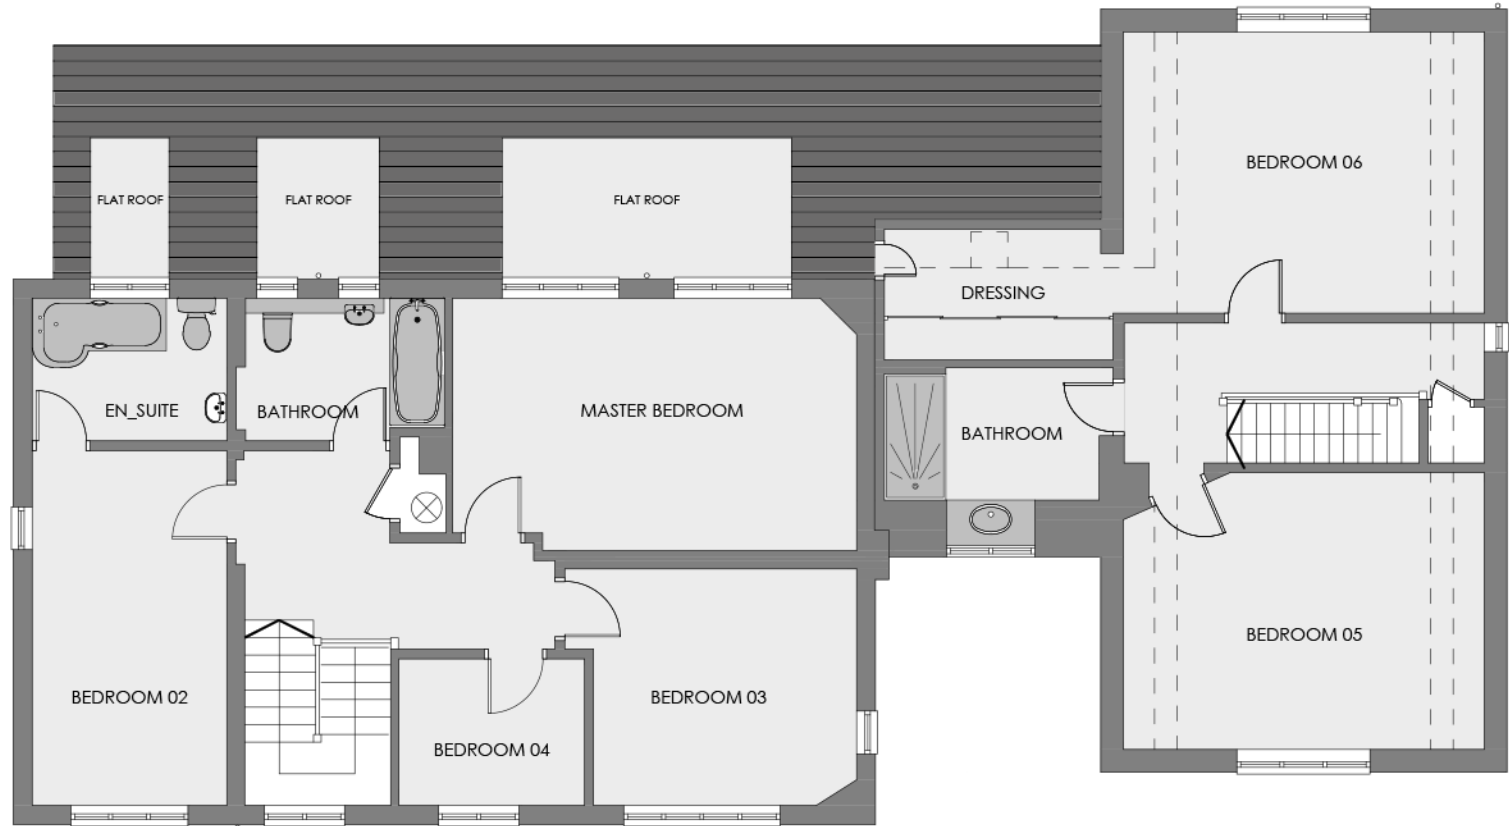 BEDROOM 06
FLAT ROOF
FLAT ROOF
FLAT ROOF
DRESSING
EN_SUITE
BATHROOM
MASTER BEDROOM
BATHROOM
BEDROOM 05
BEDROOM 02
BEDROOM 03
BEDROOM 04